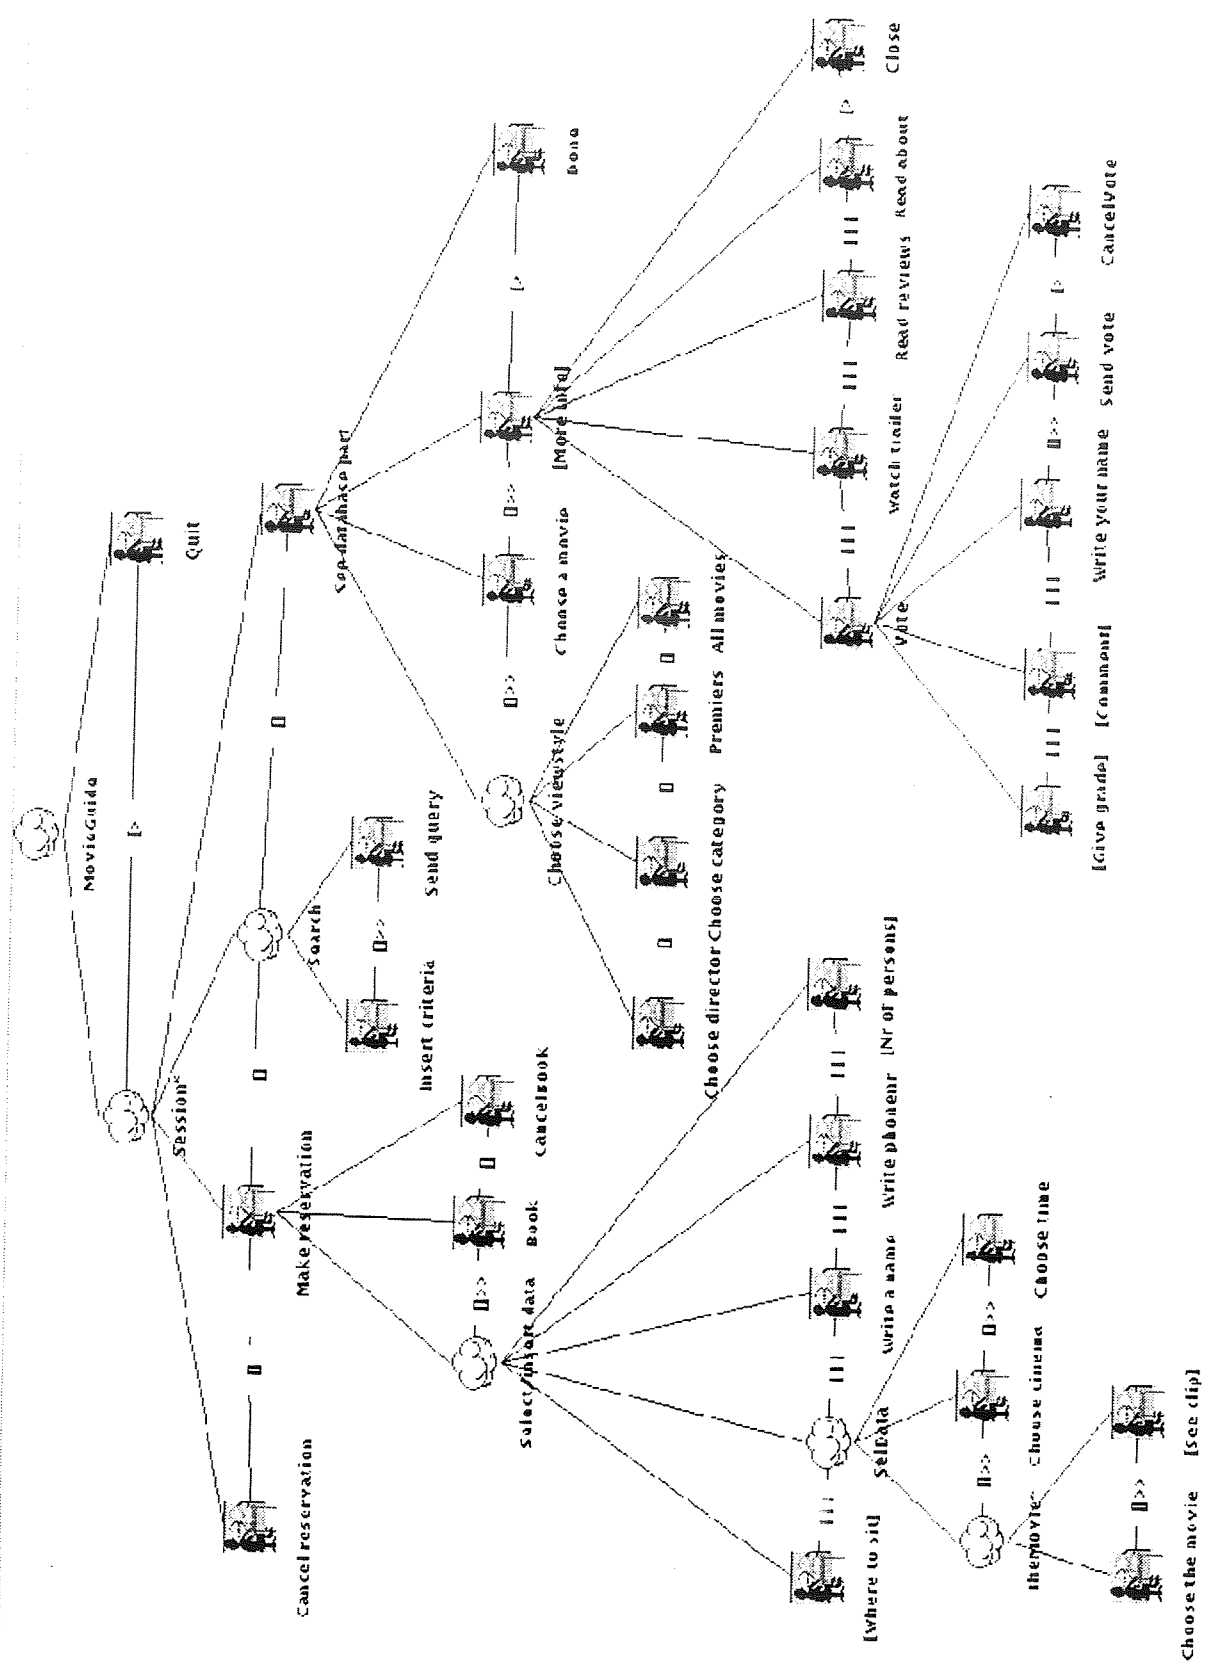 MovieGuide
Session*
[>
Quit
Cancel reservation
[]
Make reservation
[]
Search
[]
See database part
Select/insert data
[]>>
Book
[]
CancelBook
Insert criteria
[]>>
Send query
Choose view style
[]>>
Choose a movie
[]>>
[More info]
[>
Done
[Where to sit]
|||
SelData
|||
Write a name
|||
Write phonenr
|||
[Nr of persons]
Choose director
[]
Choose category
[]
Premiers
[]
All movies
Vote
|||
Watch trailer
|||
Read reviews
|||
Read about
[>
Close
themovie
[]>>
Choose cinema
[]>>
Choose time
[Give grade]
|||
[Comment]
|||
Write your name
[]>>
Send vote
[>
Cancelvote
Choose the movie
[]>>
[See clip]